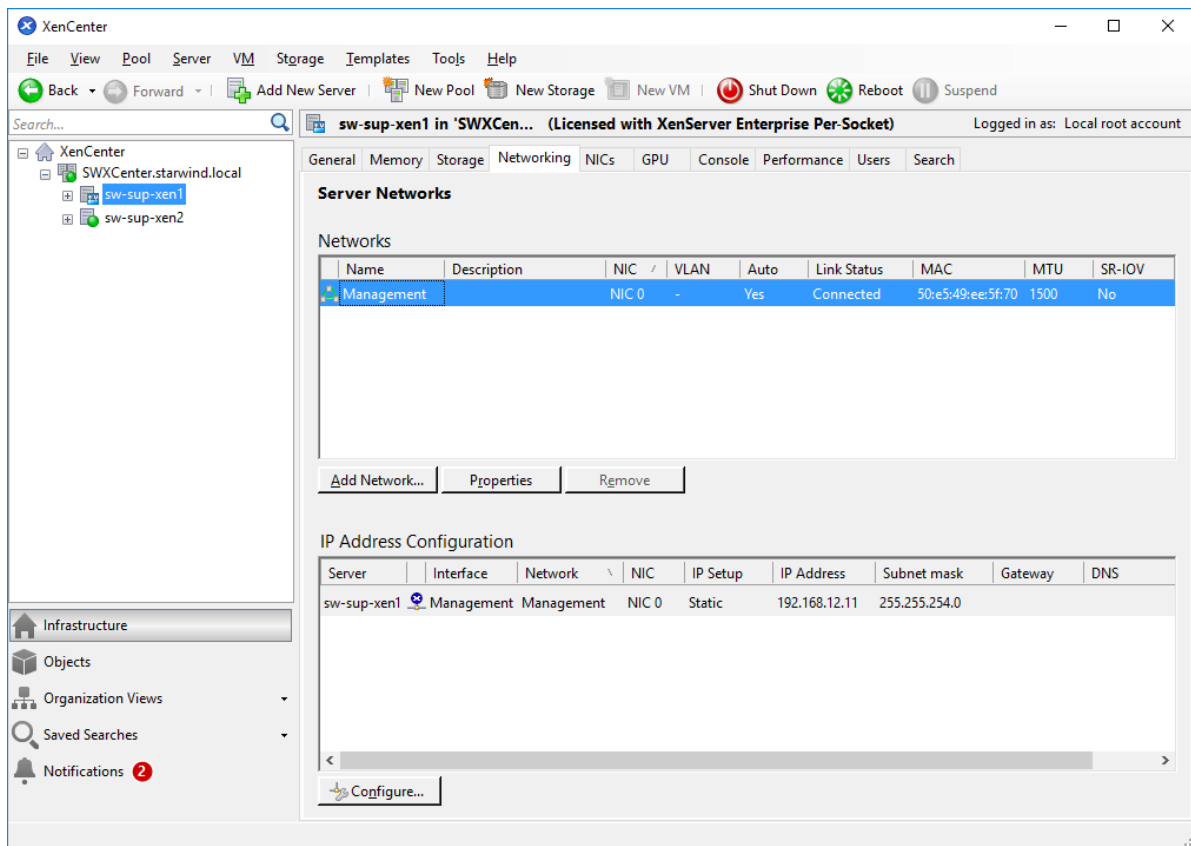 XenCenter
File View Pool Server VM Storage Templates Tools Help
Back Forward Add New Server New Pool New Storage New VM Shut Down Reboot Suspend
Search...
sw-sup-xen1 in 'SWXCen... (Licensed with XenServer Enterprise Per-Socket) Logged in as: Local root account
XenCenter
SWXCenter.starwind.local
sw-sup-xen1
sw-sup-xen2
General Memory Storage Networking NICs GPU Console Performance Users Search
Server Networks
Networks
Name Description NIC VLAN Auto Link Status MAC MTU SR-IOV
Management NIC 0 - Yes Connected 50:e5:49:ee:5f:70 1500 No
Add Network... Properties Remove
IP Address Configuration
Server Interface Network NIC IP Setup IP Address Subnet mask Gateway DNS
sw-sup-xen1 Management Management NIC 0 Static 192.168.12.11 255.255.254.0
Configure...
Infrastructure
Objects
Organization Views
Saved Searches
Notifications 2